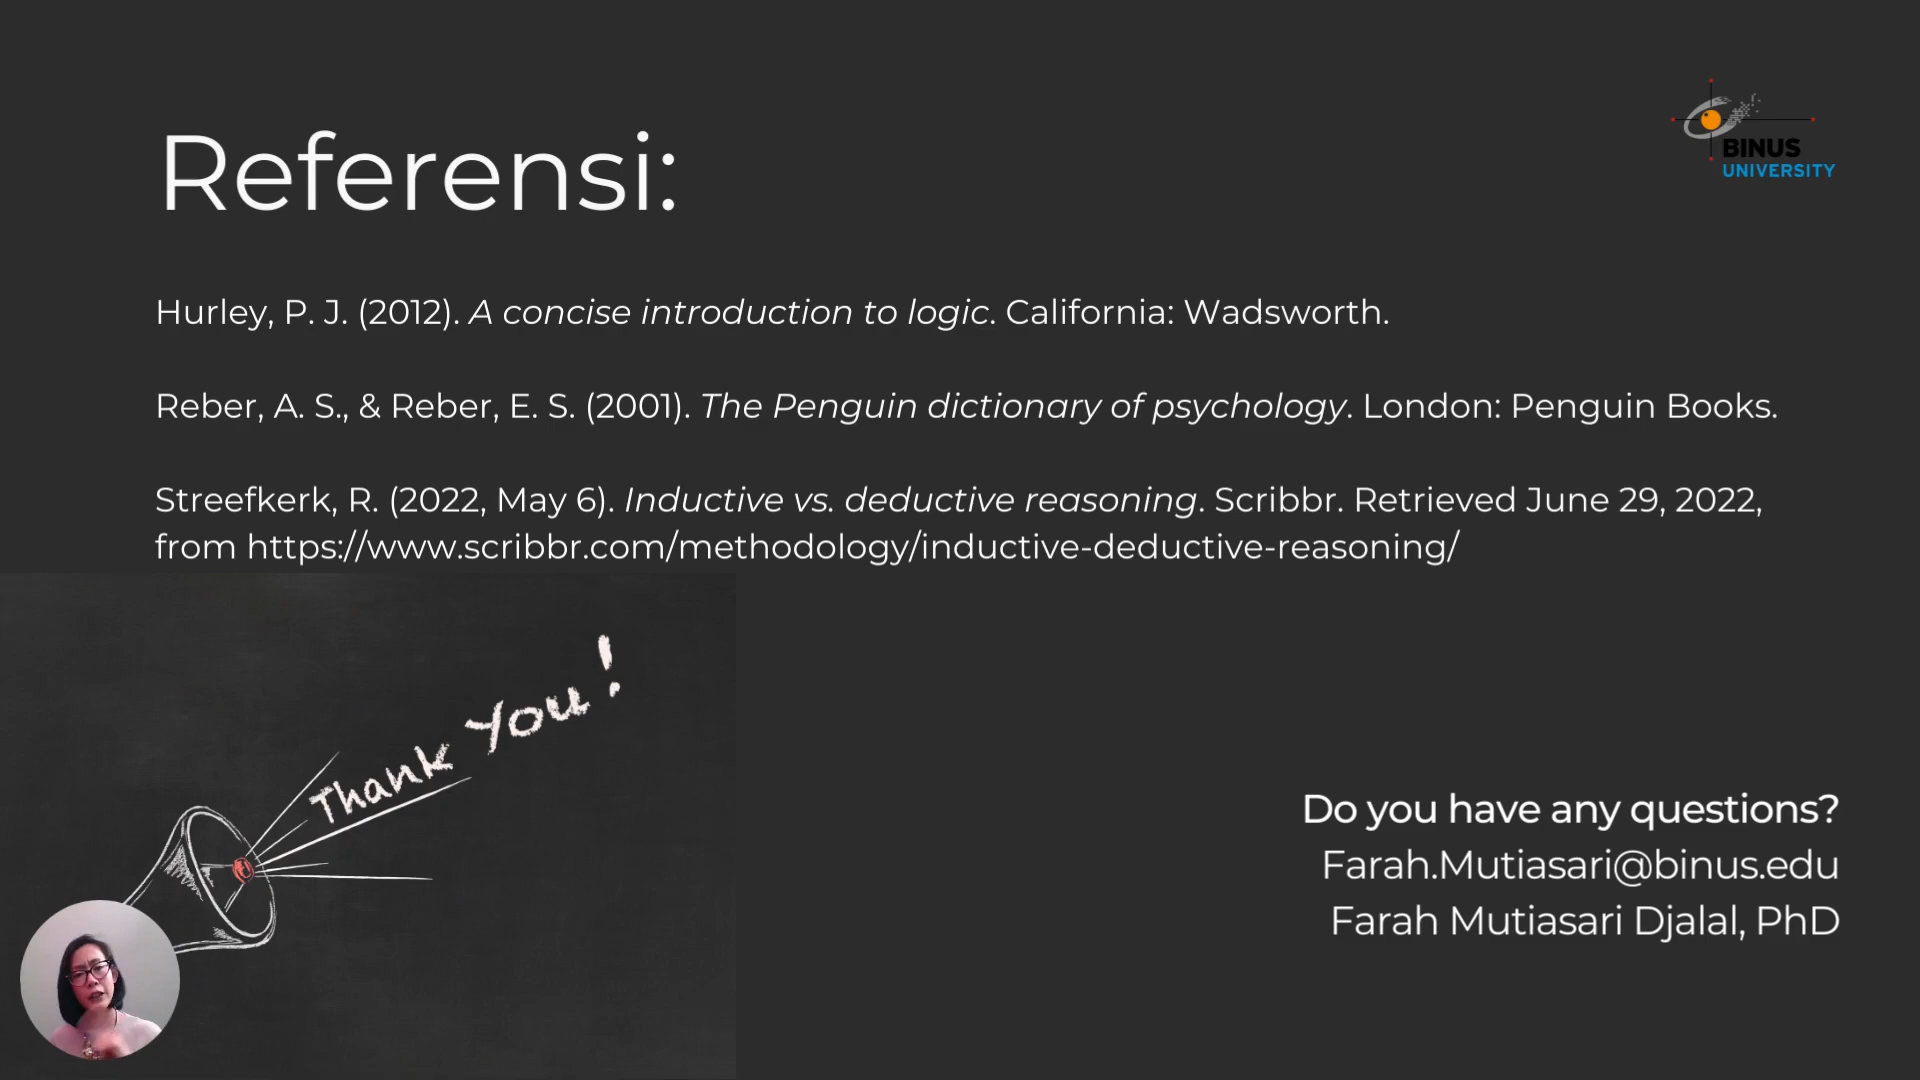 Referensi:
BINUS
UNIVERSITY
Hurley, P. J. (2012). A concise introduction to logic. California: Wadsworth.
Reber, A. S., & Reber, E. S. (2001). The Penguin dictionary of psychology. London: Penguin Books.
Streefkerk, R. (2022, May 6). Inductive vs. deductive reasoning. Scribbr. Retrieved June 29, 2022,
from https://www.scribbr.com/methodology/inductive-deductive-reasoning/
Thank You!
Do you have any questions?
Farah.Mutiasari@binus.edu
Farah Mutiasari Djalal, PhD